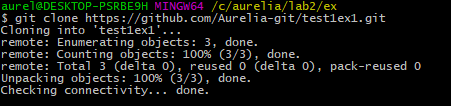 aurel@DESKTOP-PSRBE9H MINGW64 /c/aurelia/lab2/ex
$ git clone https://github.com/Aurelia-git/test1ex1.git
Cloning into 'test1ex1'...
remote: Enumerating objects: 3, done.
remote: Counting objects: 100% (3/3), done.
remote: Total 3 (delta 0), reused 0 (delta 0), pack-reused 0
Unpacking objects: 100% (3/3), done.
Checking connectivity... done.